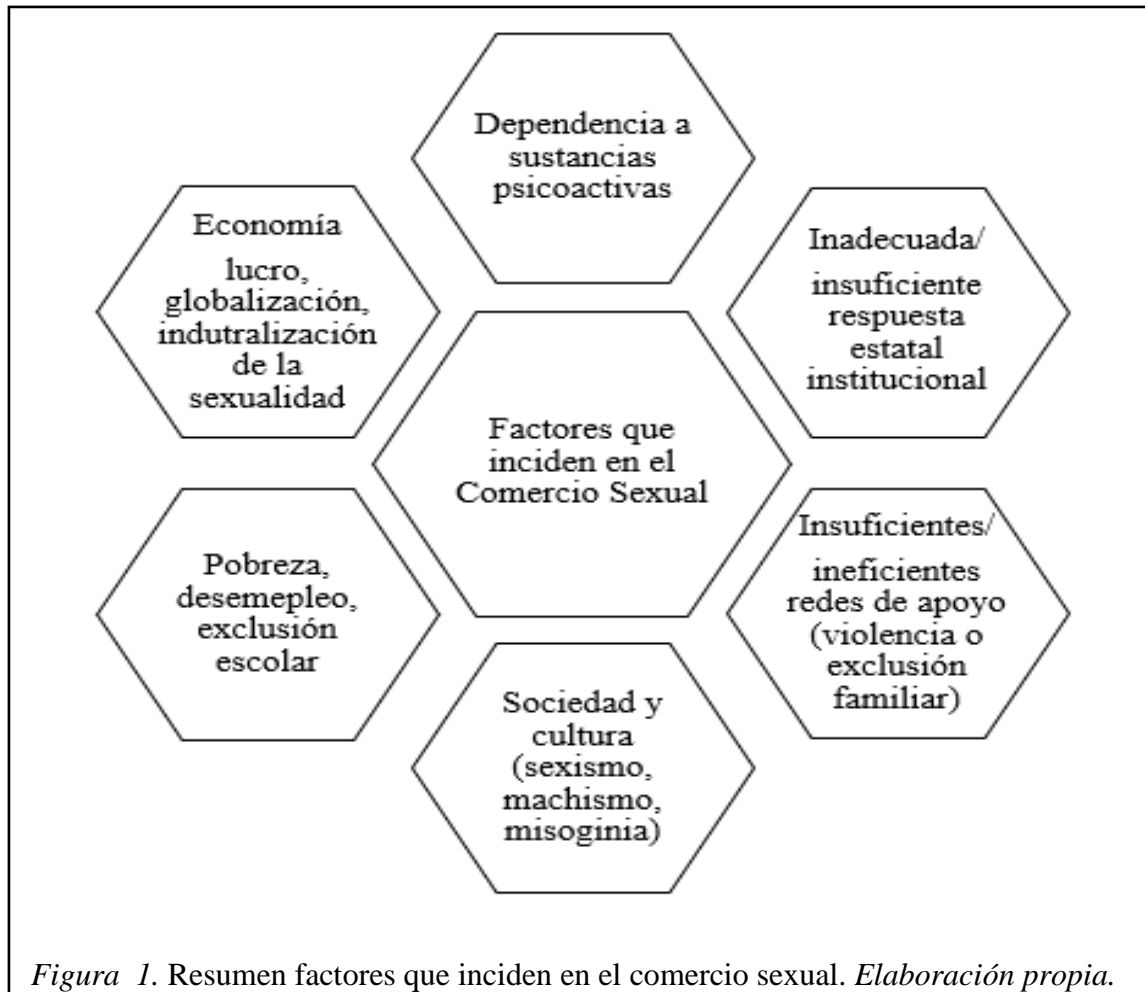 Dependencia a
sustancias
psicoactivas
Economía
lucro,
globalización,
indutralización
de la
sexualidad
Inadecuada/
insuficiente
respuesta
estatal
institucional
Factores que
inciden en el
Comercio Sexual
Pobreza,
desemepleo,
exclusión
escolar
Insuficientes/
ineficientes
redes de apoyo
(violencia o
exclusión
familiar)
Sociedad y
cultura
(sexismo,
machismo,
misoginia)
Figura 1. Resumen factores que inciden en el comercio sexual. Elaboración propia.